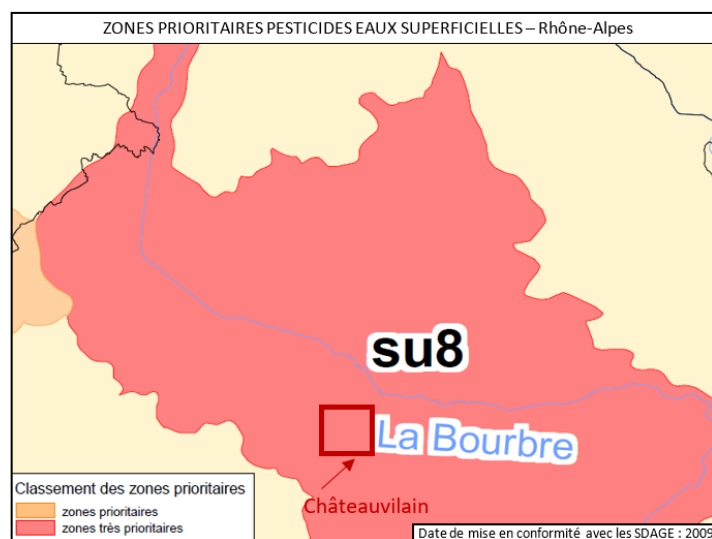 ZONES PRIORITAIRES PESTICIDES EAUX SUPERFICIELLES – Rhône-Alpes
su8
La Bourbre
Châteauvilain
Classement des zones prioritaires
zones prioritaires
zones très prioritaires
Date de mise en conformité avec les SDAGE : 2009